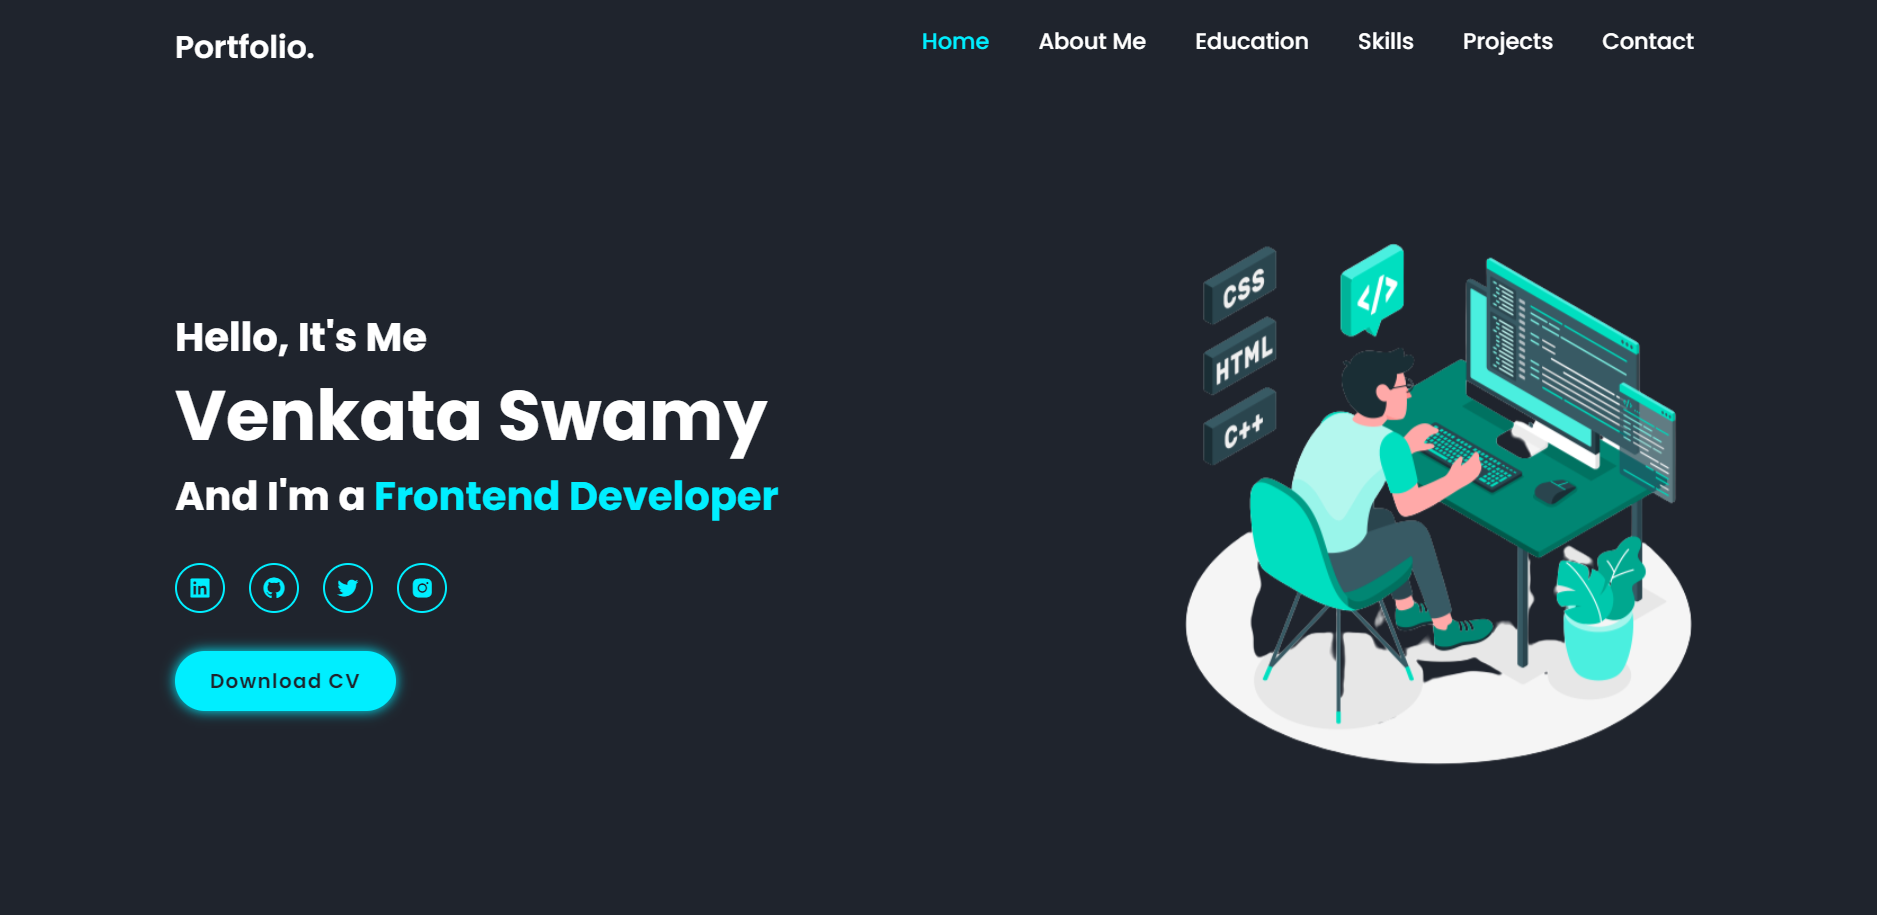 Portfolio.
Home About Me Education Skills Projects Contact
Hello, It's Me
Venkata Swamy
And I'm a Frontend Developer
in
Download CV
CSS
</>
HTML
C++